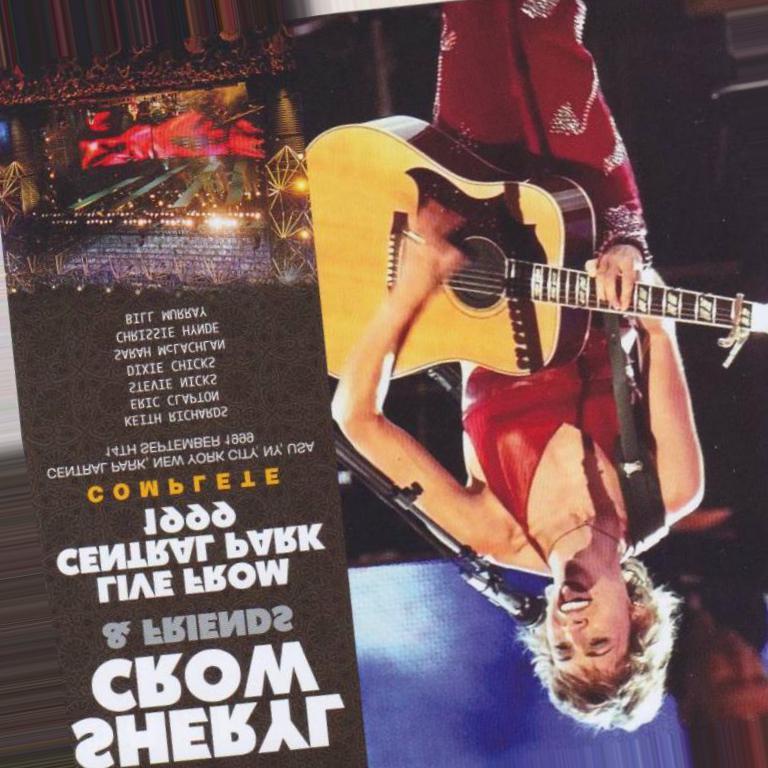 SHERYL
CROW
& FRIENDS
LIVE FROM
CENTRAL PARK
1999
COMPLETE
CENTRAL PARK, NEW YORK CITY, NY, USA
14TH SEPTEMBER 1999
KEITH RICHARDS
ERIC CLAPTON
STEVIE NICKS
DIXIE CHICKS
SARAH McLACHLAN
CHRISSIE HYNDE
BILL MURRAY